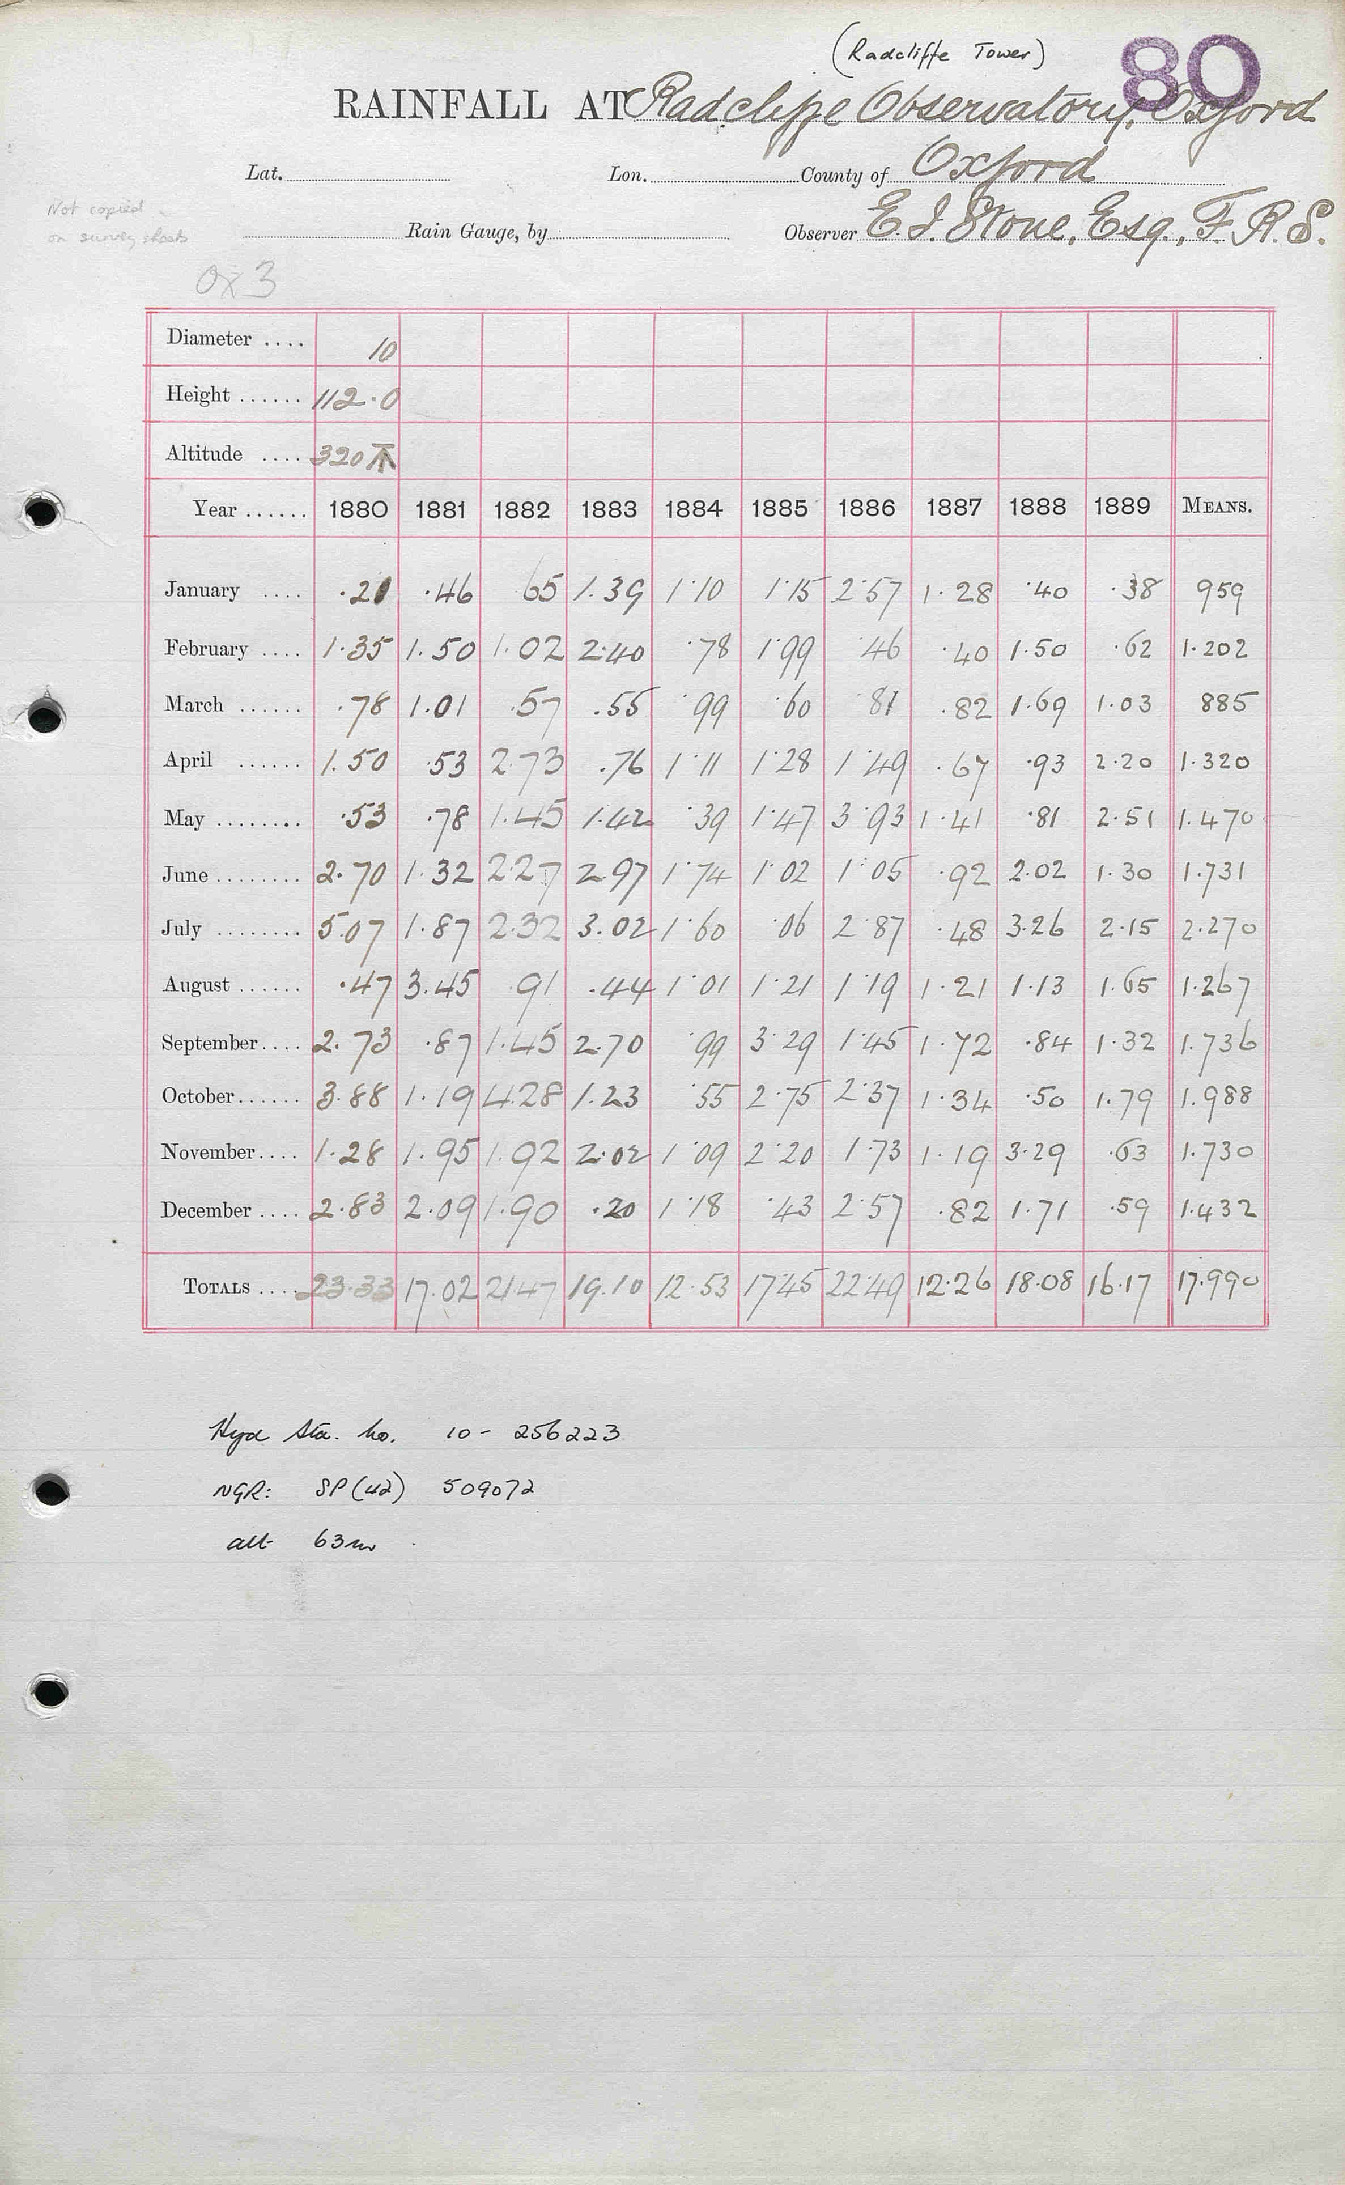 (Radcliffe Tower) 80
RAINFALL AT Radcliffe Observatory, Oxford
Lat. Lon. County of Oxford
Not copied
on survey sheets
Rain Gauge, by Observer E. J. Stone, Esq., F.R.S.
Ox 3
Diameter .... 10
Height ...... 112.0
Altitude .... 320
Year ...... 1880 1881 1882 1883 1884 1885 1886 1887 1888 1889 MEANS.
January .... .21 .46 65 1.39 1.10 1.15 2.57 1.28 .40 .38 959
February .... 1.35 1.50 1.02 2.40 .78 1.99 .46 .40 1.50 .62 1.202
March ...... .78 1.01 .57 .55 .99 .60 .81 .82 1.69 1.03 885
April ...... 1.50 .53 2.73 .76 1.11 1.28 1.49 .67 .93 2.20 1.320
May ........ .53 .78 1.45 1.42 .39 1.47 3.93 1.41 .81 2.51 1.470
June ........ 2.70 1.32 2.27 2.97 1.74 1.02 1.05 .92 2.02 1.30 1.731
July ........ 5.07 1.87 2.32 3.02 1.60 .06 2.87 .48 3.26 2.15 2.270
August ...... .47 3.45 .91 .44 1.01 1.21 1.19 1.21 1.13 1.65 1.267
September.... 2.73 .87 1.45 2.70 .99 3.29 1.45 1.72 .84 1.32 1.736
October...... 3.88 1.19 4.28 1.23 .55 2.75 2.37 1.34 .50 1.79 1.988
November.... 1.28 1.95 1.92 2.02 1.09 2.20 1.73 1.19 3.29 .63 1.730
December .... 2.83 2.09 1.90 .20 1.18 .43 2.57 .82 1.71 .59 1.432
TOTALS .... 23.33 17.02 21.47 19.10 12.53 17.45 22.49 12.26 18.08 16.17 17.990
Hyd Sta. no. 10 - 256223
NGR: SP (42) 509072
alt 63m